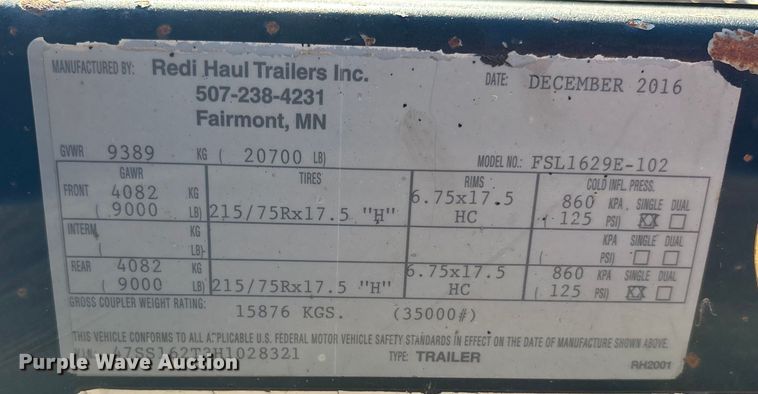 MANUFACTURED BY: Redi Haul Trailers Inc. DATE: DECEMBER 2016
507-238-4231
Fairmont, MN
GVWR 9389 KG ( 20700 LB) MODEL NO.: FSL1629E-102
GAWR TIRES RIMS COLD INFL. PRESS.
FRONT 4082 KG 6.75x17.5 860 KPA SINGLE DUAL
( 9000 LB) 215/75Rx17.5 "H" HC ( 125 PSI) XX
INTERM. KG KPA SINGLE DUAL
( LB) ( PSI)
REAR 4082 KG 6.75x17.5 860 KPA SINGLE DUAL
( 9000 LB) 215/75Rx17.5 "H" HC ( 125 PSI) XX
GROSS COUPLER WEIGHT RATING: 15876 KGS. (35000#)
THIS VEHICLE CONFORMS TO ALL APPLICABLE U.S. FEDERAL MOTOR VEHICLE SAFETY STANDARDS IN EFFECT ON THE DATE OF MANUFACTURE SHOWN ABOVE.
TYPE: TRAILER RH2001
Purple Wave Auction